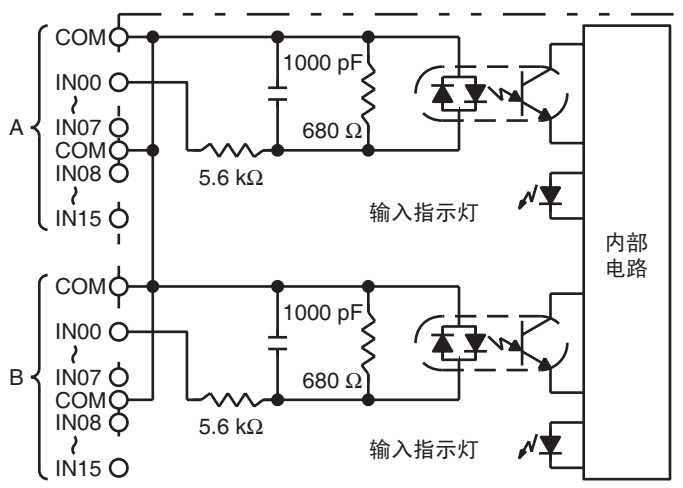 COM
IN00
~
IN07
COM
IN08
~
IN15
A
1000 pF
680 Ω
5.6 kΩ
输入指示灯
内部
电路
COM
IN00
~
IN07
COM
IN08
~
IN15
B
1000 pF
680 Ω
5.6 kΩ
输入指示灯